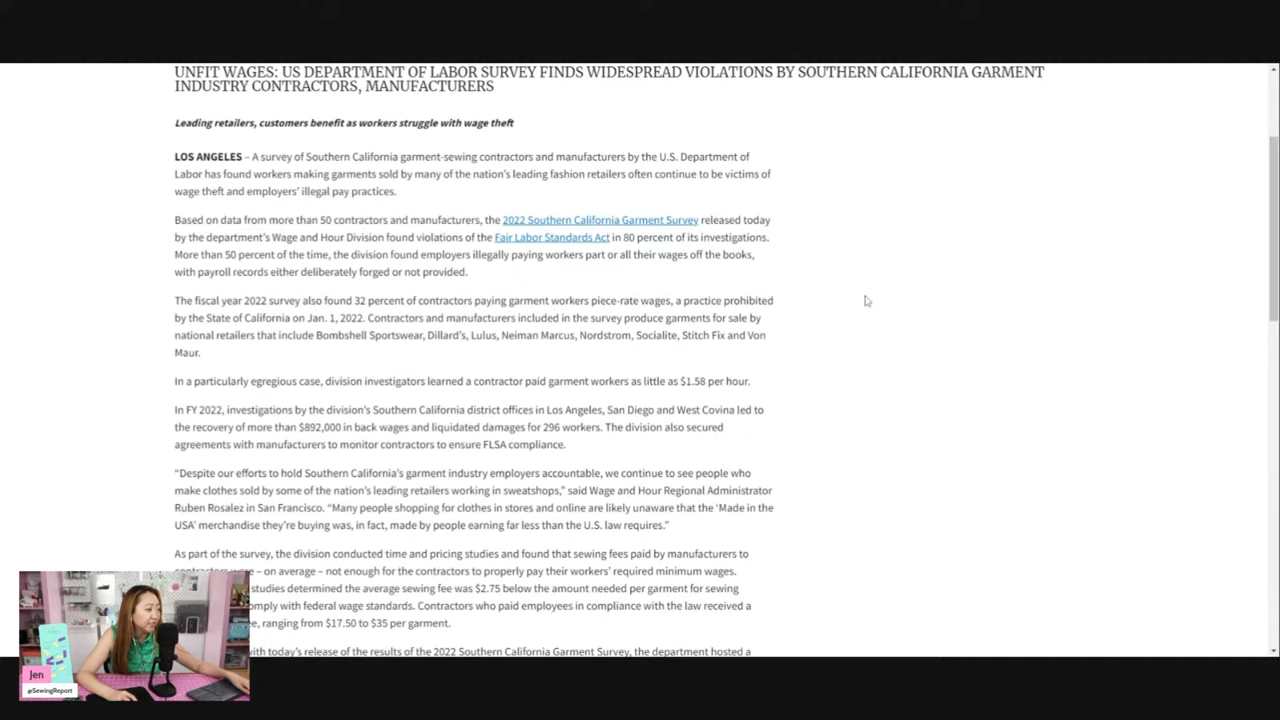 UNFIT WAGES: US DEPARTMENT OF LABOR SURVEY FINDS WIDESPREAD VIOLATIONS BY SOUTHERN CALIFORNIA GARMENT
INDUSTRY CONTRACTORS, MANUFACTURERS
Leading retailers, customers benefit as workers struggle with wage theft
LOS ANGELES – A survey of Southern California garment-sewing contractors and manufacturers by the U.S. Department of
Labor has found workers making garments sold by many of the nation's leading fashion retailers often continue to be victims of
wage theft and employers' illegal pay practices.
Based on data from more than 50 contractors and manufacturers, the 2022 Southern California Garment Survey released today
by the department's Wage and Hour Division found violations of the Fair Labor Standards Act in 80 percent of its investigations.
More than 50 percent of the time, the division found employers illegally paying workers part or all their wages off the books,
with payroll records either deliberately forged or not provided.
The fiscal year 2022 survey also found 32 percent of contractors paying garment workers piece-rate wages, a practice prohibited
by the State of California on Jan. 1, 2022. Contractors and manufacturers included in the survey produce garments for sale by
national retailers that include Bombshell Sportswear, Dillard's, Lulus, Neiman Marcus, Nordstrom, Socialite, Stitch Fix and Von
Maur.
In a particularly egregious case, division investigators learned a contractor paid garment workers as little as $1.58 per hour.
In FY 2022, investigations by the division's Southern California district offices in Los Angeles, San Diego and West Covina led to
the recovery of more than $892,000 in back wages and liquidated damages for 296 workers. The division also secured
agreements with manufacturers to monitor contractors to ensure FLSA compliance.
"Despite our efforts to hold Southern California's garment industry employers accountable, we continue to see people who
make clothes sold by some of the nation's leading retailers working in sweatshops," said Wage and Hour Regional Administrator
Ruben Rosalez in San Francisco. "Many people shopping for clothes in stores and online are likely unaware that the 'Made in the
USA' merchandise they're buying was, in fact, made by people earning far less than the U.S. law requires."
As part of the survey, the division conducted time and pricing studies and found that sewing fees paid by manufacturers to
contractors were – on average – not enough for the contractors to properly pay their workers' required minimum wages.
studies determined the average sewing fee was $2.75 below the amount needed per garment for sewing
omply with federal wage standards. Contractors who paid employees in compliance with the law received a
e, ranging from $17.50 to $35 per garment.
with today's release of the results of the 2022 Southern California Garment Survey, the department hosted a
Jen
@SewingReport